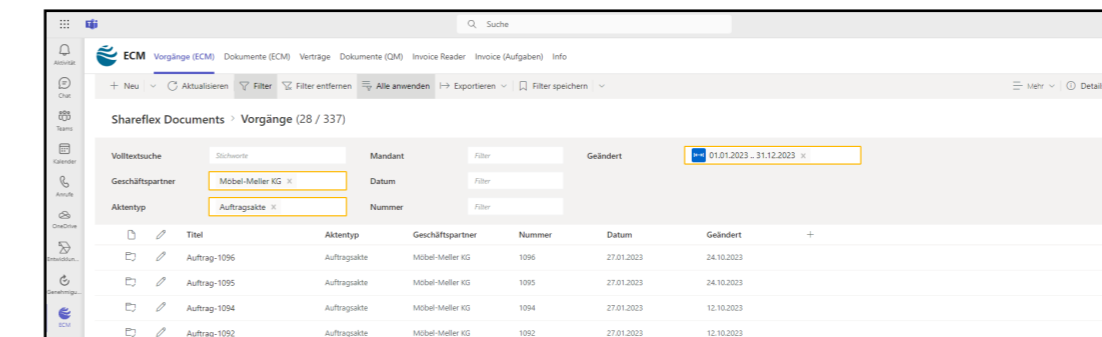 Suche
Aktivität
Chat
Teams
Kalender
Anrufe
OneDrive
Entwicklun...
Genehmigu...
ECM
ECM Vorgänge (ECM) Dokumente (ECM) Verträge Dokumente (QM) Invoice Reader Invoice (Aufgaben) Info
+ Neu Aktualisieren Filter Filter entfernen Alle anwenden Exportieren Filter speichern Mehr Detail
Shareflex Documents > Vorgänge (28 / 337)
Volltextsuche Stichworte Mandant Filter Geändert 01.01.2023 .. 31.12.2023 ×
Geschäftspartner Möbel-Meller KG × Datum Filter
Aktentyp Auftragsakte × Nummer Filter
Titel Aktentyp Geschäftspartner Nummer Datum Geändert +
Auftrag-1096 Auftragsakte Möbel-Meller KG 1096 27.01.2023 24.10.2023
Auftrag-1095 Auftragsakte Möbel-Meller KG 1095 27.01.2023 24.10.2023
Auftrag-1094 Auftragsakte Möbel-Meller KG 1094 27.01.2023 12.10.2023
Auftrag-1092 Auftragsakte Möbel-Meller KG 1092 27.01.2023 12.10.2023